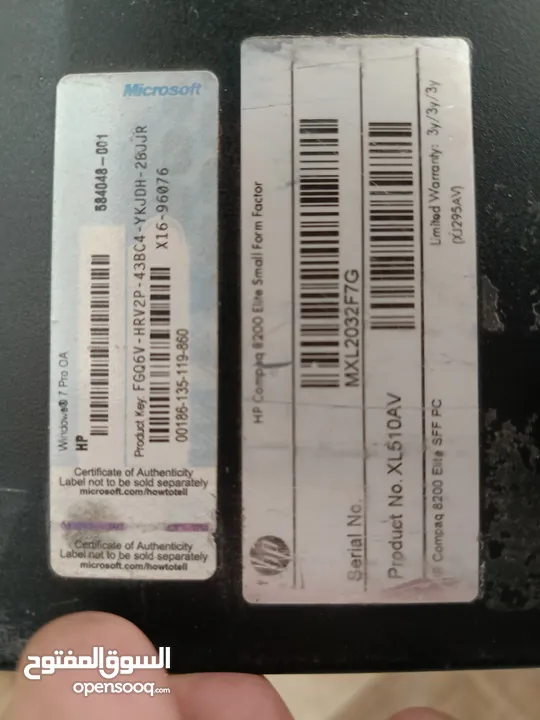 Microsoft
584048-001
X16-96076
Windows® 7 Pro OA
HP
Product Key: FGQ6V-HRV2P-43BC4-YKJDH-2BJJR
00186-135-119-860
Certificate of Authenticity
Label not to be sold separately
microsoft.com/howtotell
Certificate of Authenticity
Label not to be sold separately
microsoft.com/howtotell
HP Compaq 8200 Elite Small Form Factor
Serial No.
MXL2032F7G
Product No. XL510AV
Limited Warranty: 3y/3y/3y
(XJ295AV)
Compaq 8200 Elite SFF PC
hp
السوق المفتوح
opensooq.com